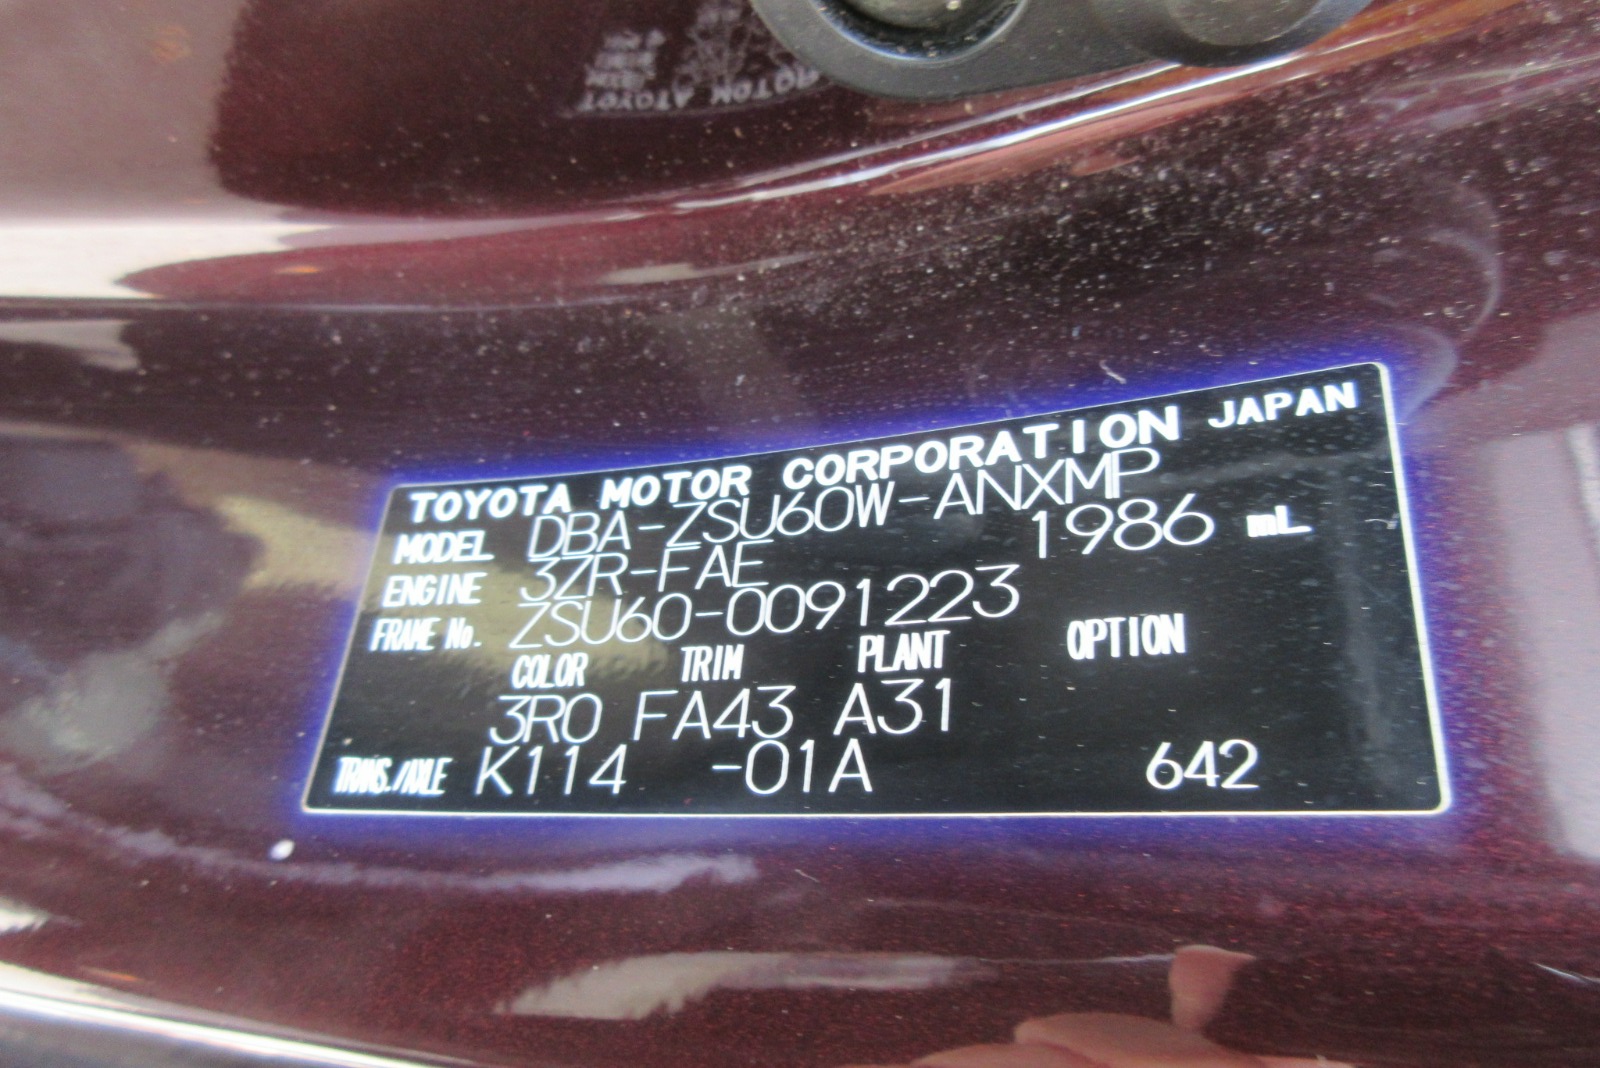 TOYOTA MOTOR CORPORATION JAPAN
MODEL DBA-ZSU60W-ANXMP
ENGINE 3ZR-FAE 1986 mL
FRAME No. ZSU60-0091223
COLOR TRIM PLANT OPTION
3R0 FA43 A31
TRANS./AXLE K114 -01A 642